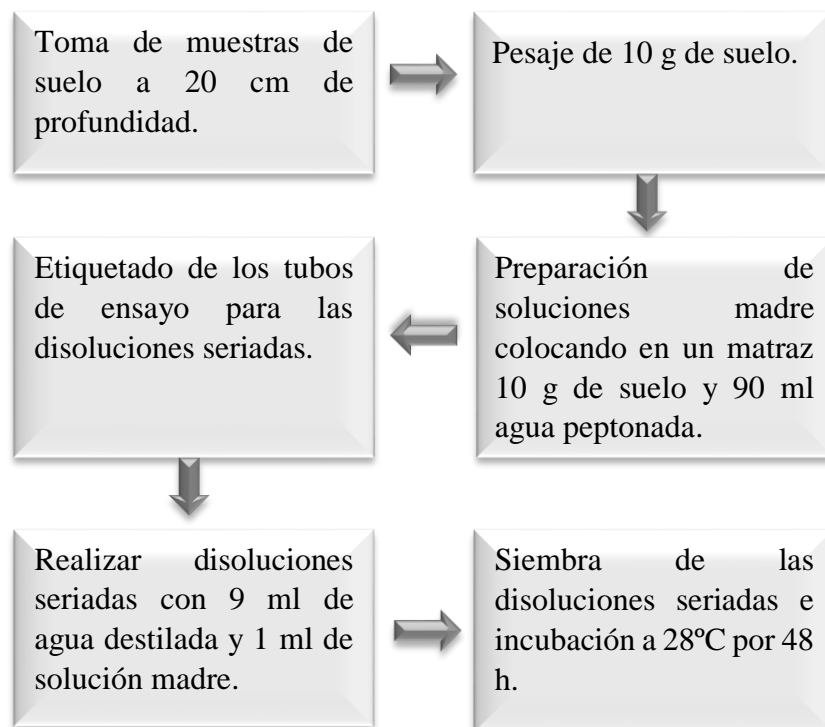 Toma de muestras de
suelo a 20 cm de
profundidad.
Pesaje de 10 g de suelo.
Preparación de
soluciones madre
colocando en un matraz
10 g de suelo y 90 ml
agua peptonada.
Etiquetado de los tubos
de ensayo para las
disoluciones seriadas.
Realizar disoluciones
seriadas con 9 ml de
agua destilada y 1 ml de
solución madre.
Siembra de las
disoluciones seriadas e
incubación a 28ºC por 48
h.